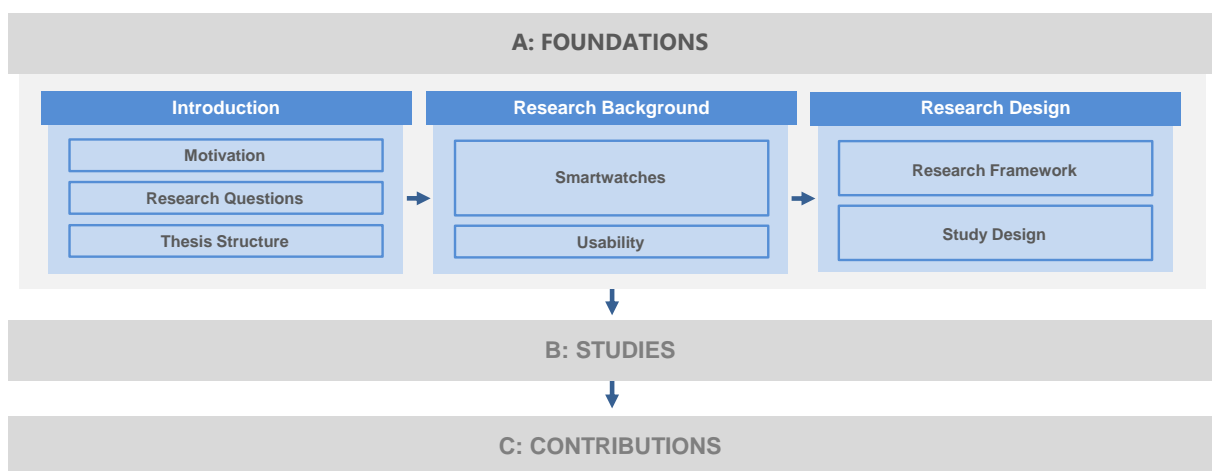 A: FOUNDATIONS
Introduction
Motivation
Research Questions
Thesis Structure
Research Background
Smartwatches
Usability
Research Design
Research Framework
Study Design
B: STUDIES
C: CONTRIBUTIONS